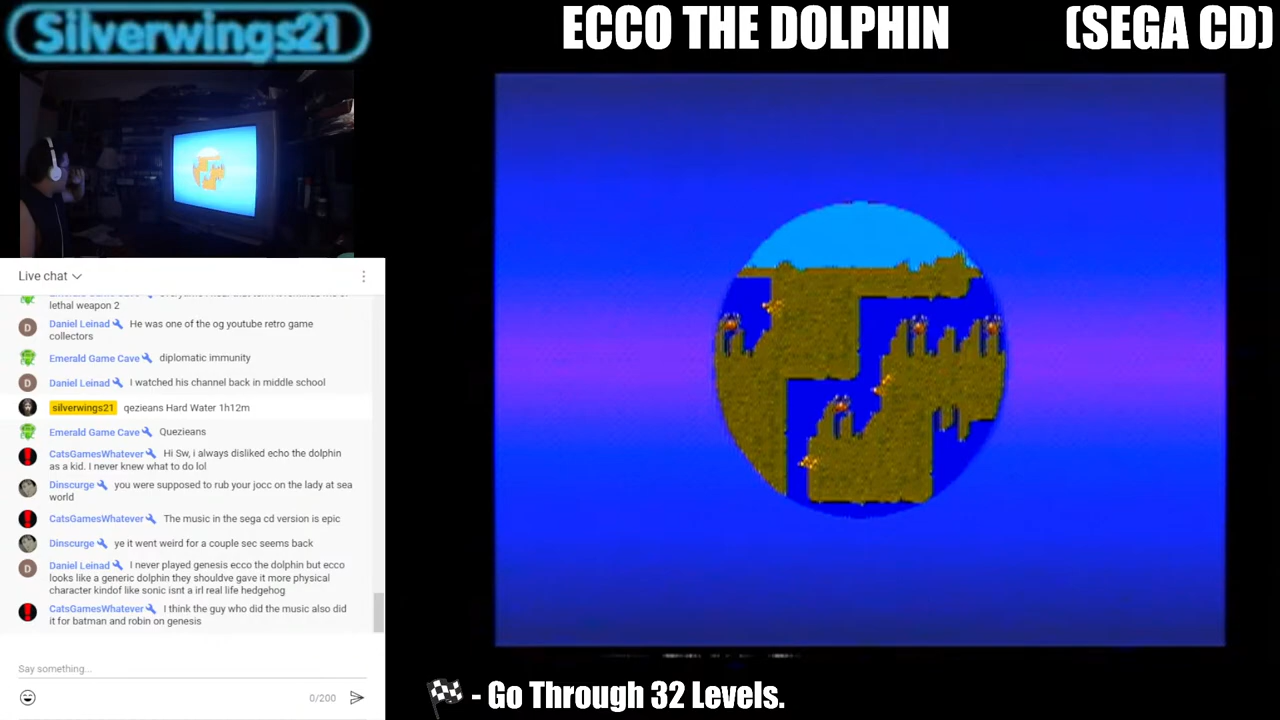 Silverwings21
ECCO THE DOLPHIN (SEGA CD)
Live chat
lethal weapon 2
D Daniel Leinad He was one of the og youtube retro game
collectors
Emerald Game Cave diplomatic immunity
D Daniel Leinad I watched his channel back in middle school
silverwings21 qezieans Hard Water 1h12m
Emerald Game Cave Quezieans
CatsGamesWhatever Hi Sw, i always disliked echo the dolphin
as a kid. I never knew what to do lol
Dinscurge you were supposed to rub your jocc on the lady at sea
world
CatsGamesWhatever The music in the sega cd version is epic
Dinscurge ye it went weird for a couple sec seems back
D Daniel Leinad I never played genesis ecco the dolphin but ecco
looks like a generic dolphin they shouldve gave it more physical
character kindof like sonic isnt a irl real life hedgehog
CatsGamesWhatever I think the guy who did the music also did
it for batman and robin on genesis
Say something...
0/200
- Go Through 32 Levels.